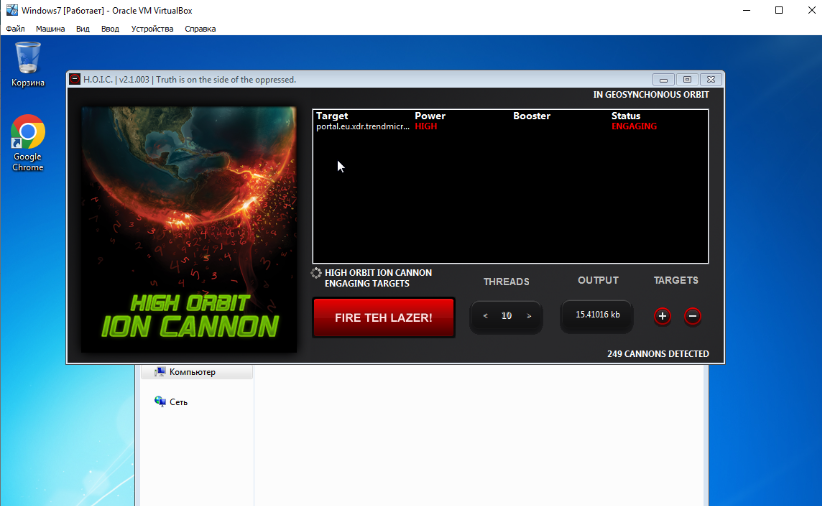 Windows7 [Работает] - Oracle VM VirtualBox
Файл Машина Вид Ввод Устройства Справка
Корзина
Google
Chrome
H.O.I.C. | v2.1.003 | Truth is on the side of the oppressed.
IN GEOSYNCHONOUS ORBIT
Target Power Booster Status
portal.eu.xdr.trendmicr... HIGH ENGAGING
HIGH ORBIT
ION CANNON
HIGH ORBIT ION CANNON
ENGAGING TARGETS
THREADS OUTPUT TARGETS
FIRE TEH LAZER!
< 10 » 15.41016 kb + −
249 CANNONS DETECTED
Компьютер
Сеть